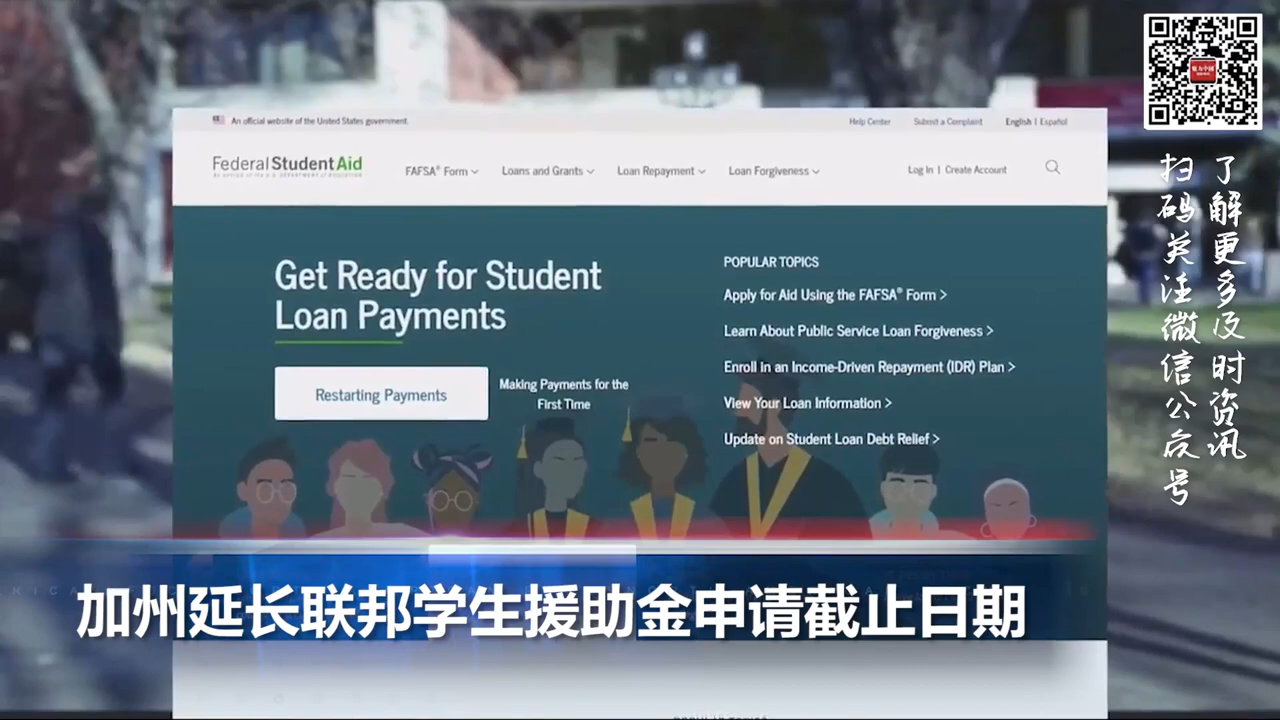 An official website of the United States government.
Help Center
Submit a Complaint
English | Español
Federal Student Aid
FAFSA® Form
Loans and Grants
Loan Repayment
Loan Forgiveness
Log In | Create Account
Get Ready for Student
Loan Payments
Restarting Payments
Making Payments for the
First Time
POPULAR TOPICS
Apply for Aid Using the FAFSA® Form >
Learn About Public Service Loan Forgiveness >
Enroll in an Income-Driven Repayment (IDR) Plan >
View Your Loan Information >
Update on Student Loan Debt Relief >
了解更多及时资讯
扫码关注微信公众号
加州延长联邦学生援助金申请截止日期